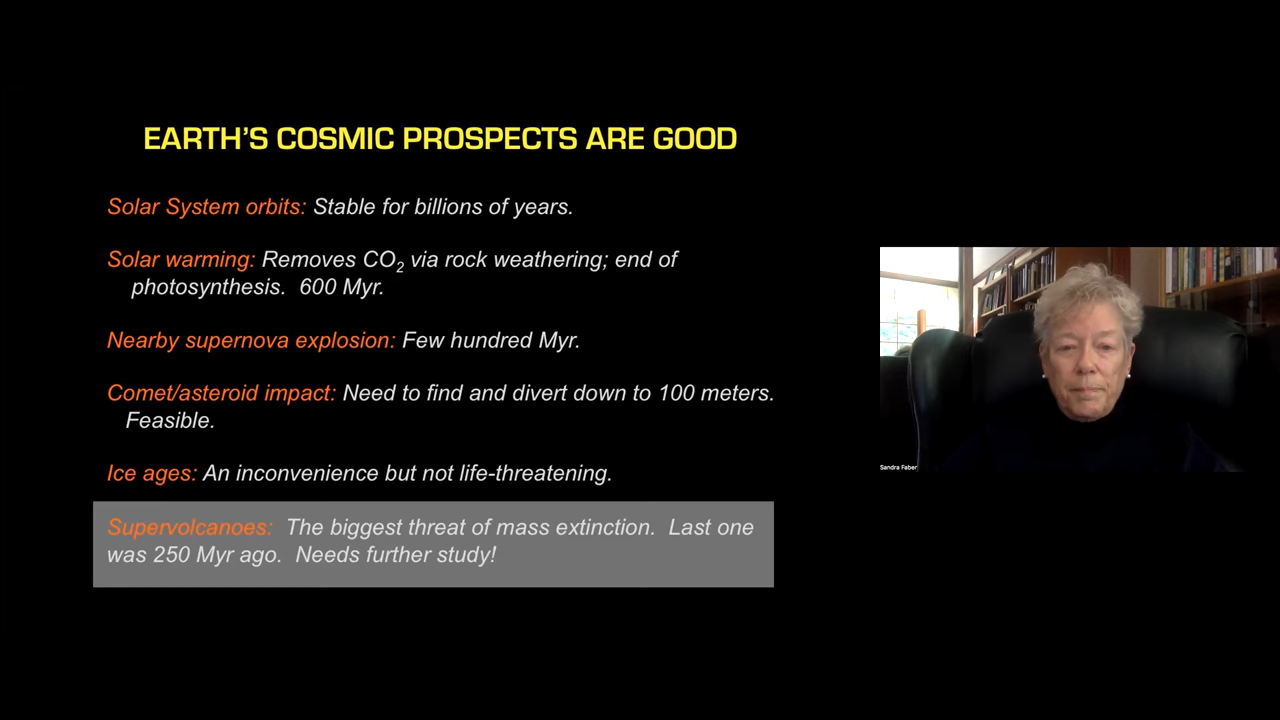 EARTH'S COSMIC PROSPECTS ARE GOOD
Solar System orbits: Stable for billions of years.
Solar warming: Removes CO₂ via rock weathering; end of
photosynthesis. 600 Myr.
Nearby supernova explosion: Few hundred Myr.
Comet/asteroid impact: Need to find and divert down to 100 meters.
Feasible.
Ice ages: An inconvenience but not life-threatening.
Supervolcanoes: The biggest threat of mass extinction. Last one
was 250 Myr ago. Needs further study!
Sandra Faber